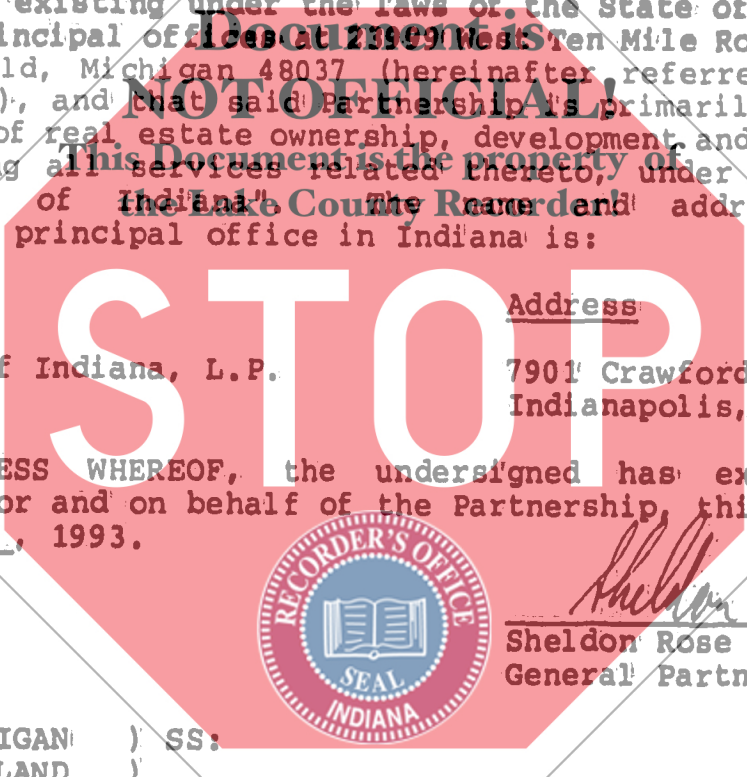 existing under the laws of the State of
incipal offices at 23999 West Ten Mile Ro
ld, Michigan 48037 (hereinafter referre
), and that said Partnership is primaril
of real estate ownership, development and
g all services related thereto, under
of Indiana". The name and addr
principal office in Indiana is:
Document is
NOT OFFICIAL!
This Document is the property of
the Lake County Recorder!
STOP
Address
f Indiana, L.P. 7901 Crawford
Indianapolis,
ESS WHEREOF, the undersigned has ex
or and on behalf of the Partnership, thi
, 1993.
RECORDER'S OFFICE
SEAL
INDIANA
Sheldon
Sheldon Rose
General Partn
IGAN ) SS:
LAND )